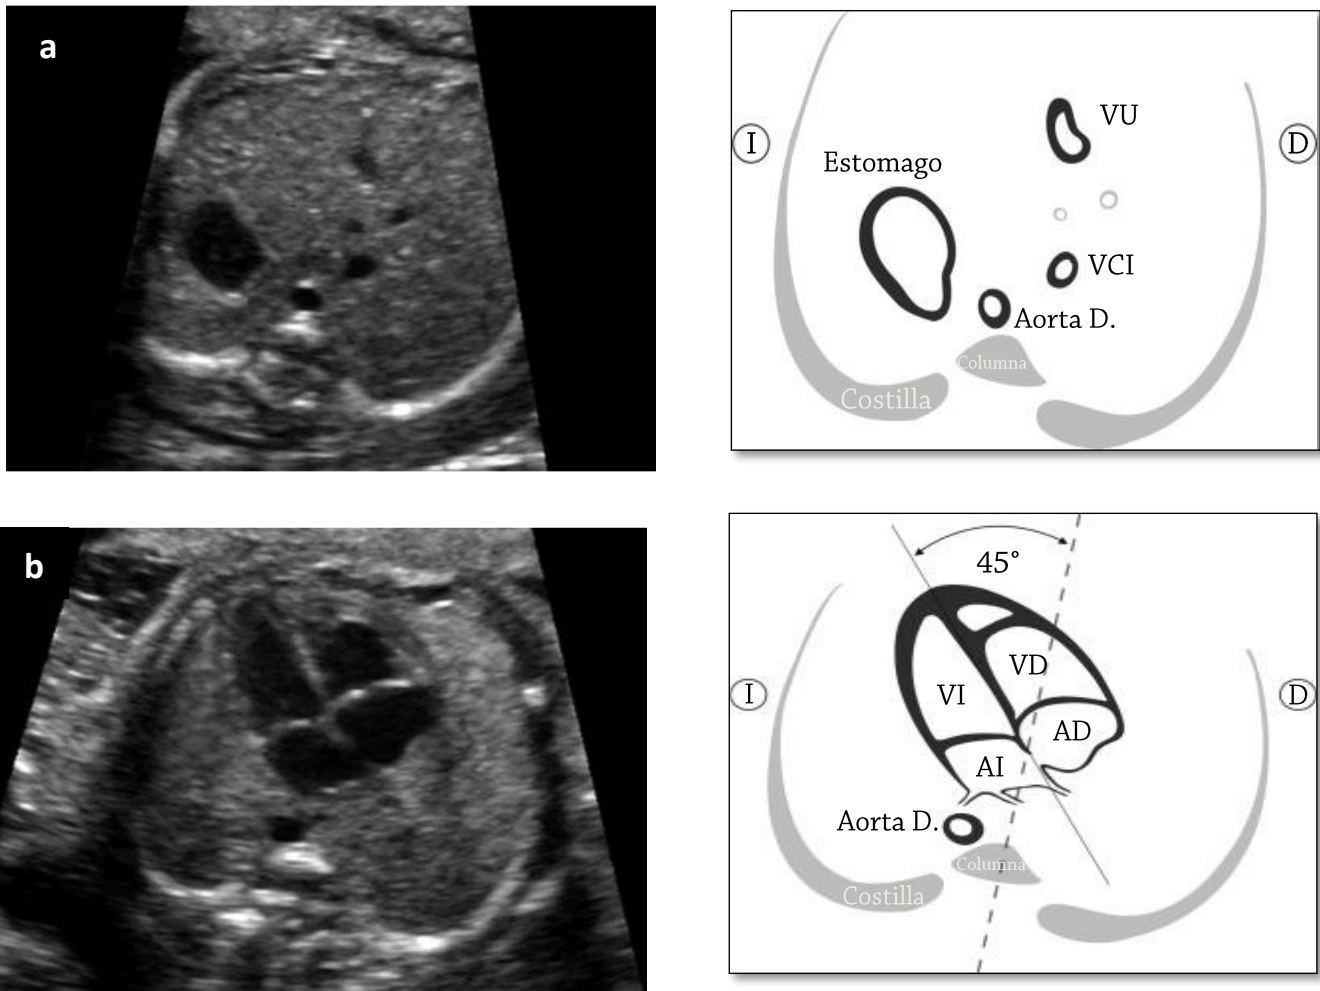 a
I
D
VU
Estomago
VCI
Aorta D.
Columna
Costilla
b
45°
I
D
VD
VI
AD
AI
Aorta D.
Columna
Costilla